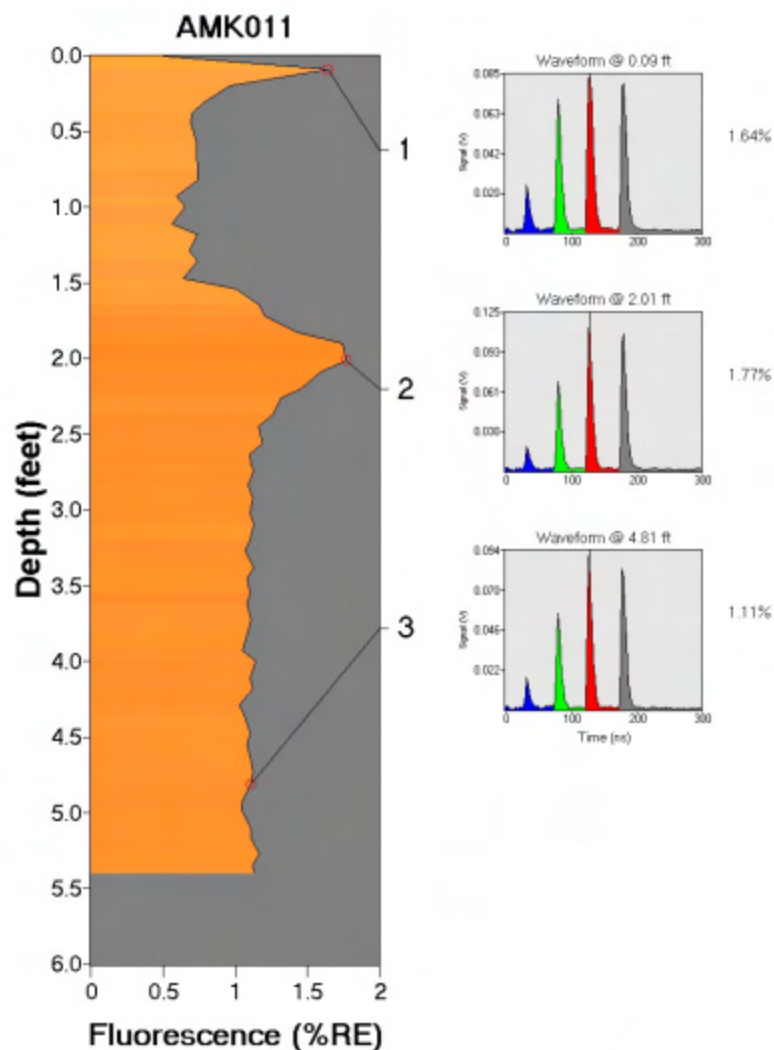 AMK011
0.0
0.5
1.0
1.5
2.0
2.5
3.0
3.5
4.0
4.5
5.0
5.5
6.0
Depth (feet)
0 0.5 1 1.5 2
Fluorescence (%RE)
1
2
3
Waveform @ 0.09 ft
0.085
0.063
0.042
Signal (V)
0 100 200 300
1.64%
Waveform @ 2.01 ft
0.125
0.093
0.061
0.030
Signal (V)
0 100 200 300
1.77%
Waveform @ 4.81 ft
0.094
0.070
0.046
0.022
Signal (V)
0 100 200 300
Time (ns)
1.11%